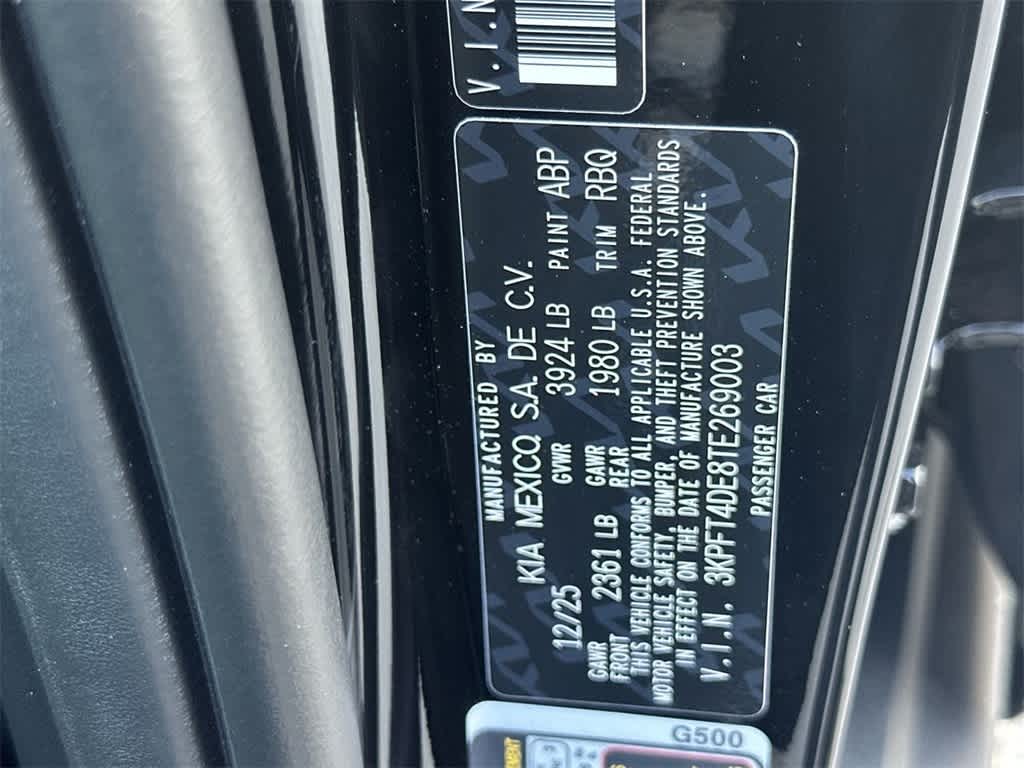 V.I.N
MANUFACTURED BY
KIA MEXICO, S.A. DE C.V.
12/25 GVWR 3924 LB PAINT ABP
GAWR FRONT 2361 LB GAWR REAR 1980 LB TRIM RBQ
THIS VEHICLE CONFORMS TO ALL APPLICABLE U.S.A. FEDERAL
MOTOR VEHICLE SAFETY, BUMPER, AND THEFT PREVENTION STANDARDS
IN EFFECT ON THE DATE OF MANUFACTURE SHOWN ABOVE.
V.I.N. 3KPFT4DE8TE269003
PASSENGER CAR
G500